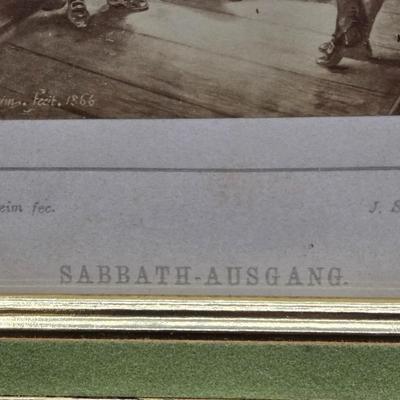 Fecit. 1866
eim fec. J. S
SABBATH-AUSGANG.